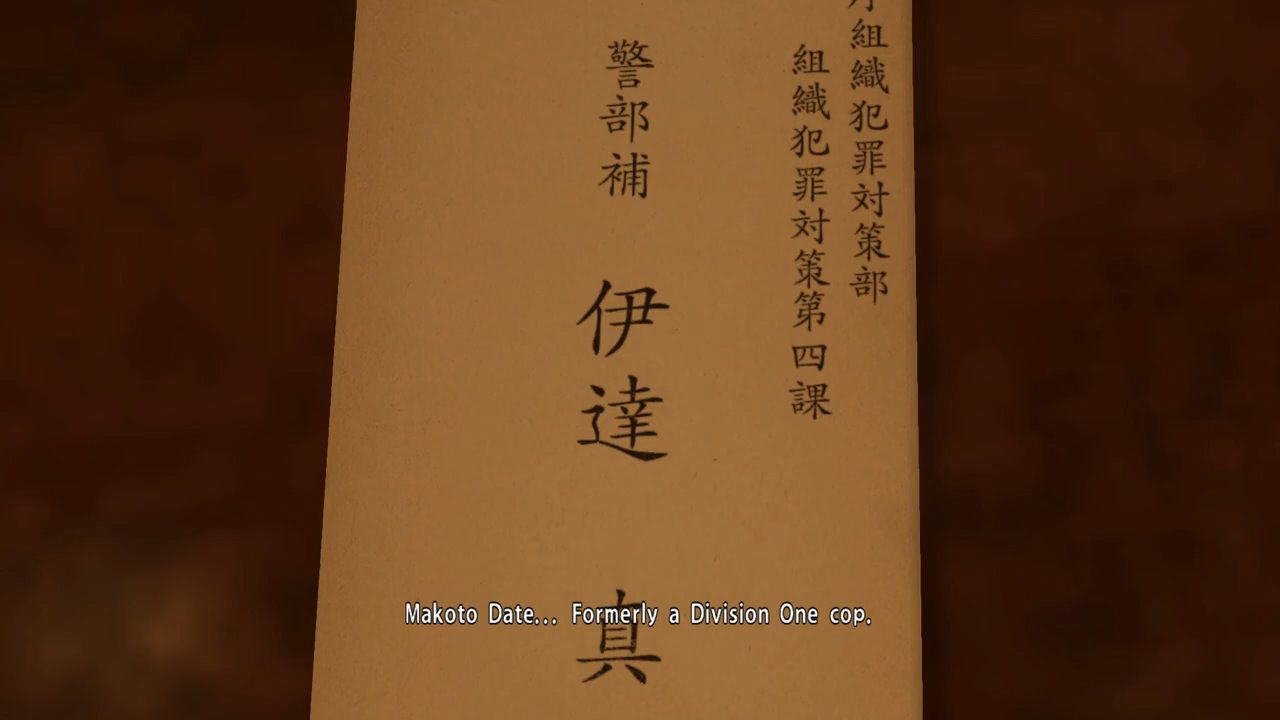 庁組織犯罪対策部
組織犯罪対策第四課
警部補
伊達 真
Makoto Date... Formerly a Division One cop.